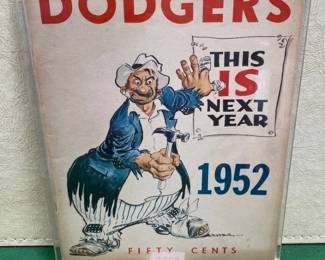 DODGERS
THIS
IS
NEXT
YEAR
1952
FIFTY CENTS